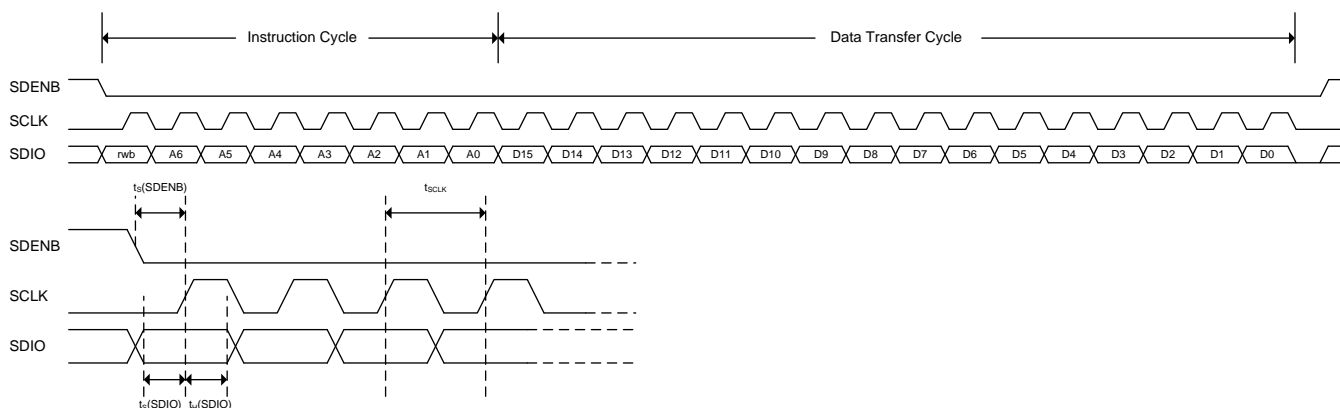 Instruction Cycle Data Transfer Cycle
SDENB
SCLK
SDIO rwb A6 A5 A4 A3 A2 A1 A0 D15 D14 D13 D12 D11 D10 D9 D8 D7 D6 D5 D4 D3 D2 D1 D0
tS(SDENB) tSCLK
SDENB
SCLK
SDIO
tS(SDIO) tH(SDIO)